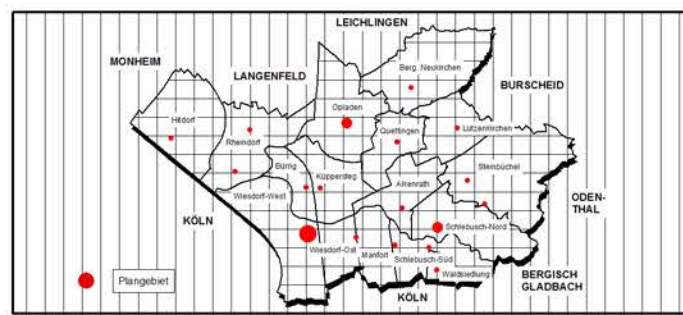 LEICHLINGEN
MONHEIM
LANGENFELD
Berg. Neukirchen
BURSCHEID
Opladen
Hitdorf
Rheindorf
Quettingen
Lützenkirchen
Bürrig
Küppersteg
Steinbüchel
Alkenrath
Wiesdorf-West
ODEN-
THAL
KÖLN
Schlebusch-Nord
Wiesdorf-Ost
Manfort
Schlebusch-Süd
Waldsiedlung
BERGISCH
GLADBACH
Plangebiet
KÖLN